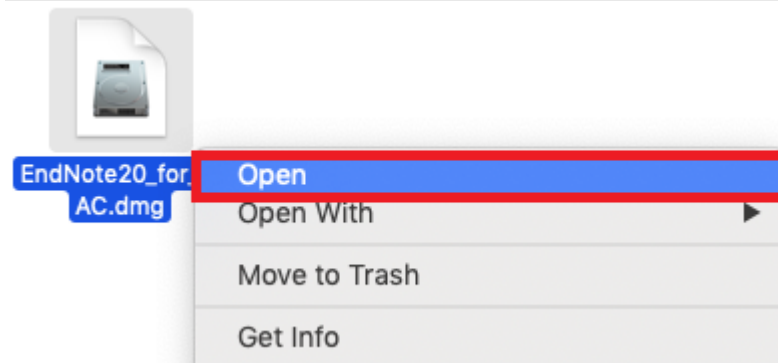 EndNote20_for_
AC.dmg
Open
Open With
Move to Trash
Get Info